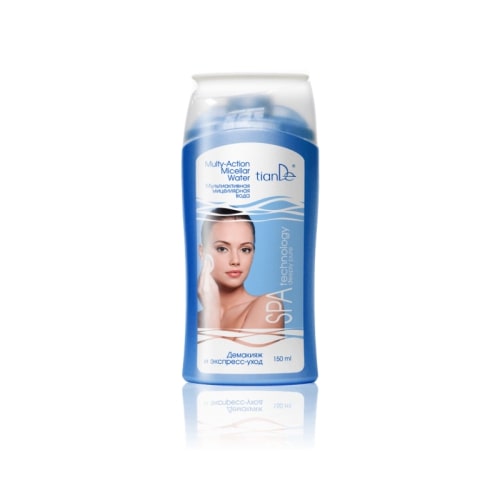 Multy-Action
Micellar
Water
Мультиактивная
мицеллярная
вода
tianDe®
SPA technology
Демакияж
и экспресс-уход
150 ml